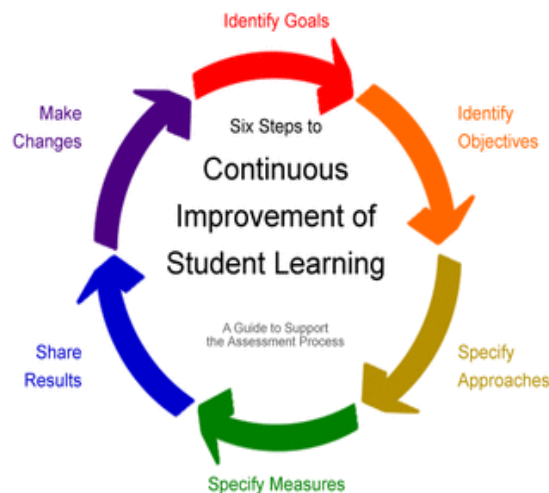 Identify Goals
Identify
Objectives
Specify
Approaches
Specify Measures
Share
Results
Make
Changes
Six Steps to
Continuous
Improvement of
Student Learning
A Guide to Support
the Assessment Process